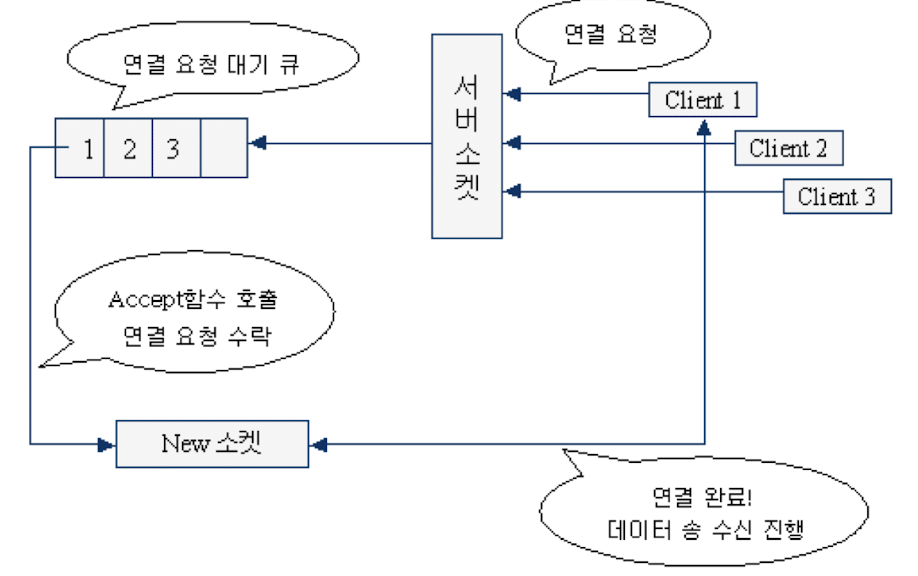 연결 요청 대기 큐
연결 요청
서버소켓
Client 1
Client 2
Client 3
1 2 3
Accept함수 호출
연결 요청 수락
New 소켓
연결 완료!
데이터 송 수신 진행